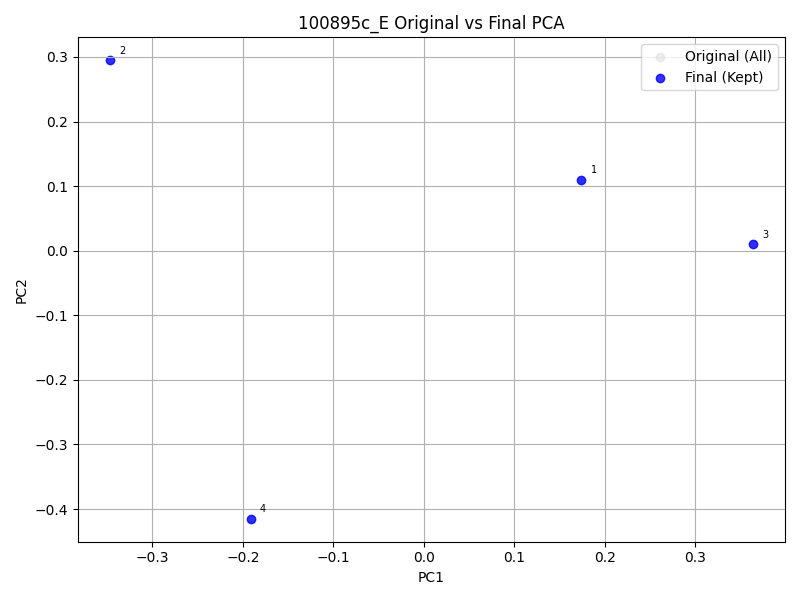 100895c_E Original vs Final PCA
Original (All)
Final (Kept)
2
1
3
4
0.3
0.2
0.1
0.0
−0.1
−0.2
−0.3
−0.4
PC2
−0.3 −0.2 −0.1 0.0 0.1 0.2 0.3
PC1